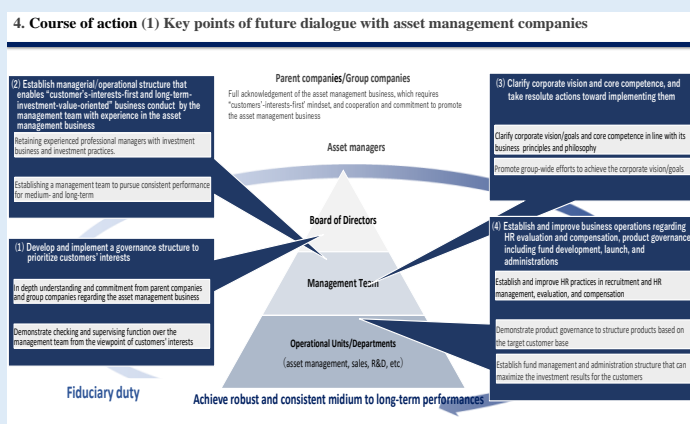 4. Course of action (1) Key points of future dialogue with asset management companies
(2) Establish managerial/operational structure that
enables "customer's-interests-first and long-term-
investment-value-oriented" business conduct by the
management team with experience in the asset
management business
Retaining experienced professional managers with investment
business and investment practices.
Establishing a management team to pursue consistent performance
for medium- and long-term
(1) Develop and implement a governance structure to
prioritize customers' interests
In depth understanding and commitment from parent companies
and group companies regarding the asset management business
Demonstrate checking and supervising function over the
management team from the viewpoint of customers' interests
Fiduciary duty
Parent companies/Group companies
Full acknowledgement of the asset management business, which requires
"customers'-interests-first' mindset, and cooperation and commitment to promote
the asset management business
Asset managers
Board of Directors
Management Team
Operational Units/Departments
(asset management, sales, R&D, etc)
Achieve robust and consistent midium to long-term performances
(3) Clarify corporate vision and core competence, and
take resolute actions toward implementing them
Clarify corporate vision/goals and core competence in line with its
business principles and philosophy
Promote group-wide efforts to achieve the corporate vision/goals
(4) Establish and improve business operations regarding
HR evaluation and compensation, product governance
including fund development, launch, and
administrations
Establish and improve HR practices in recruitment and HR
management, evaluation, and compensation
Demonstrate product governance to structure products based on
the target customer base
Establish fund management and administration structure that can
maximize the investment results for the customers